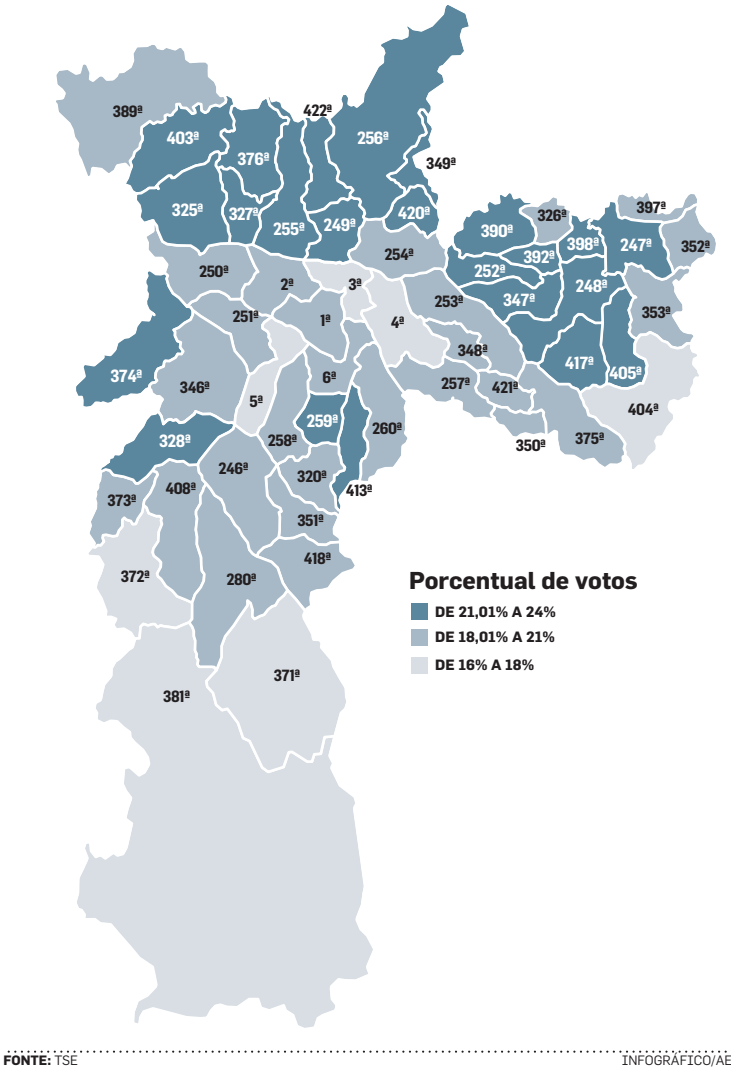 422ª
389ª
403ª
256ª
376ª
349ª
325ª
327ª
255ª
249ª
420ª
390ª
326ª
397ª
398ª
247ª
352ª
254ª
392ª
250ª
252ª
2ª
3ª
248ª
253ª
347ª
251ª
1ª
4ª
353ª
348ª
374ª
346ª
6ª
417ª
405ª
257ª
421ª
5ª
404ª
259ª
260ª
328ª
258ª
350ª
375ª
246ª
320ª
408ª
413ª
373ª
351ª
418ª
372ª
280ª
Porcentual de votos
DE 21,01% A 24%
DE 18,01% A 21%
DE 16% A 18%
371ª
381ª
FONTE: TSE
INFOGRÁFICO/AE